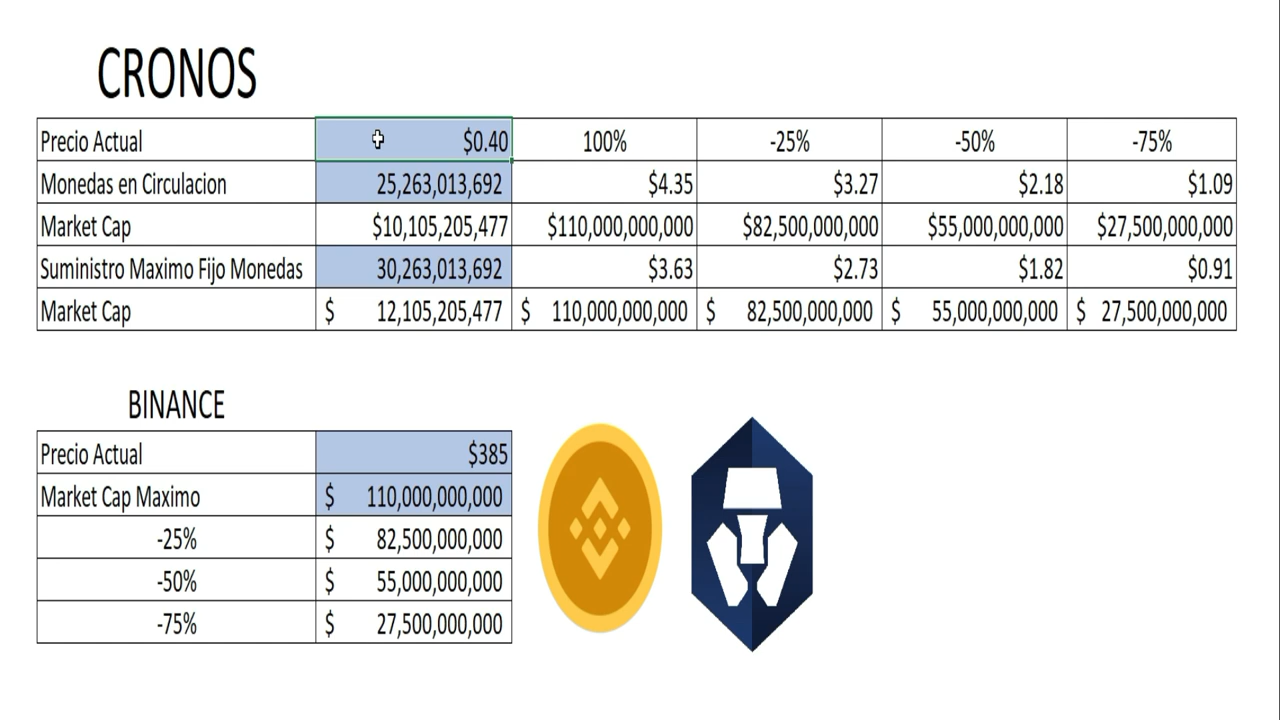 CRONOS
Precio Actual $0.40 100% -25% -50% -75%
Monedas en Circulacion 25,263,013,692 $4.35 $3.27 $2.18 $1.09
Market Cap $10,105,205,477 $110,000,000,000 $82,500,000,000 $55,000,000,000 $27,500,000,000
Suministro Maximo Fijo Monedas 30,263,013,692 $3.63 $2.73 $1.82 $0.91
Market Cap $ 12,105,205,477 $ 110,000,000,000 $ 82,500,000,000 $ 55,000,000,000 $ 27,500,000,000
BINANCE
Precio Actual $385
Market Cap Maximo $ 110,000,000,000
-25% $ 82,500,000,000
-50% $ 55,000,000,000
-75% $ 27,500,000,000